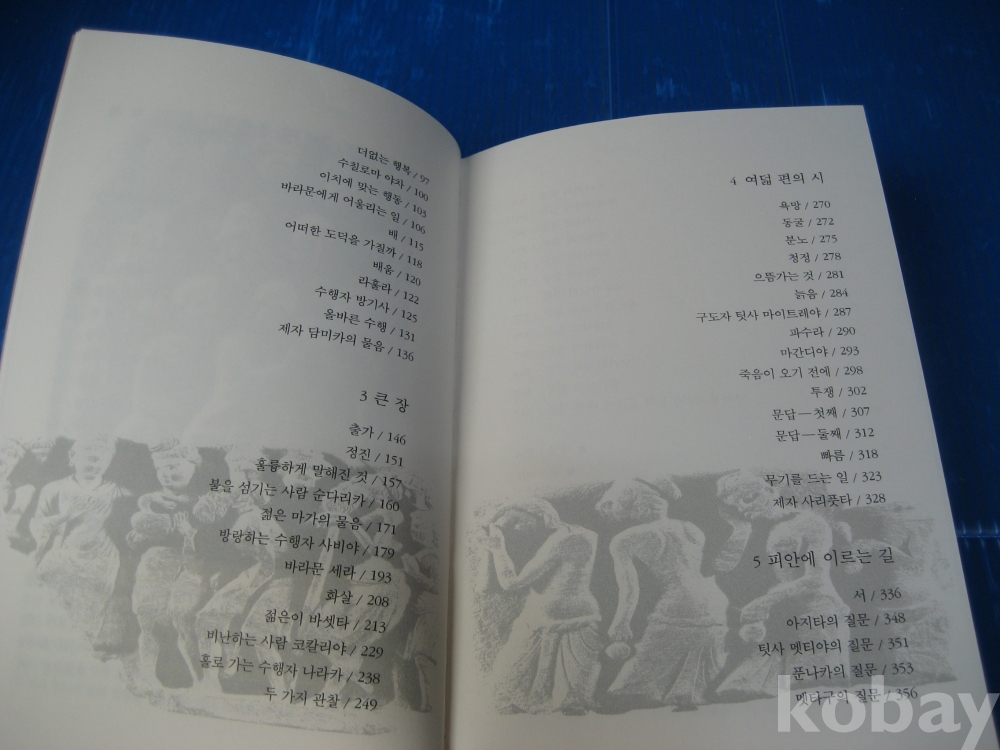 더없는 행복 / 97
수칠로마 야차 / 100
이치에 맞는 행동 / 103
바라문에게 어울리는 일 / 106
배 / 115
어떠한 도덕을 가질까 / 118
배움 / 120
라훌라 / 122
수행자 방기사 / 125
올바른 수행 / 131
제자 담미카의 물음 / 136
3 큰 장
출가 / 146
정진 / 151
훌륭하게 말해진 것 / 157
불을 섬기는 사람 순다리카 / 160
젊은 마가의 물음 / 171
방랑하는 수행자 사비야 / 179
바라문 세라 / 193
화살 / 208
젊은이 바셋타 / 213
비난하는 사람 코칼리야 / 229
홀로 가는 수행자 나라카 / 238
두 가지 관찰 / 249
4 여덟 편의 시
욕망 / 270
동굴 / 272
분노 / 275
청정 / 278
으뜸가는 것 / 281
늙음 / 284
구도자 팃사 마이트레야 / 287
파수라 / 290
마간디야 / 293
죽음이 오기 전에 / 298
투쟁 / 302
문답—첫째 / 307
문답—둘째 / 312
빠름 / 318
무기를 드는 일 / 323
제자 사리풋타 / 328
5 피안에 이르는 길
서 / 336
아지타의 질문 / 348
팃사 멧티야의 질문 / 351
푼나카의 질문 / 353
멧타구의 질문 / 356
kobay